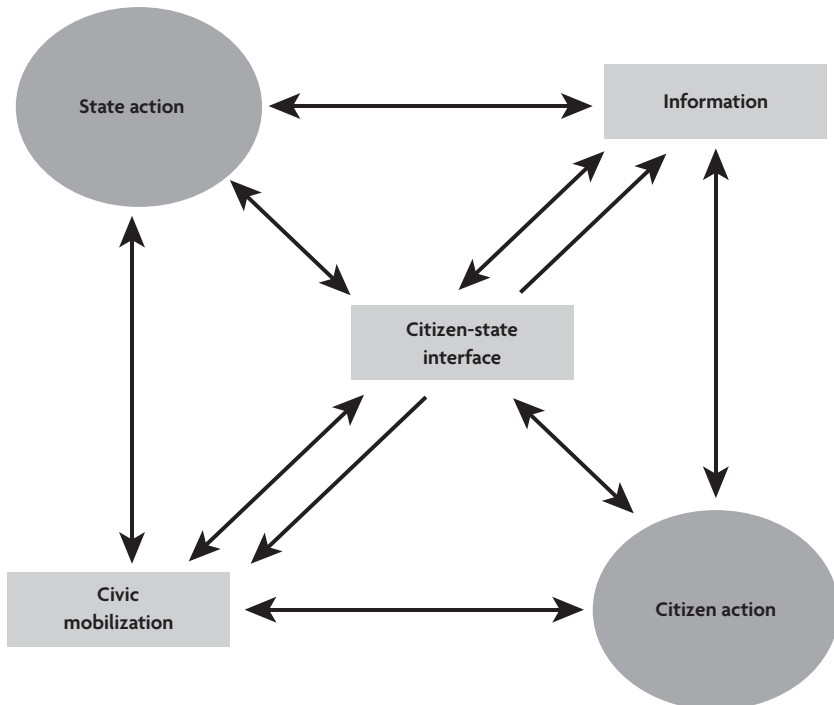 State action
Information
Citizen-state
interface
Civic
mobilization
Citizen action